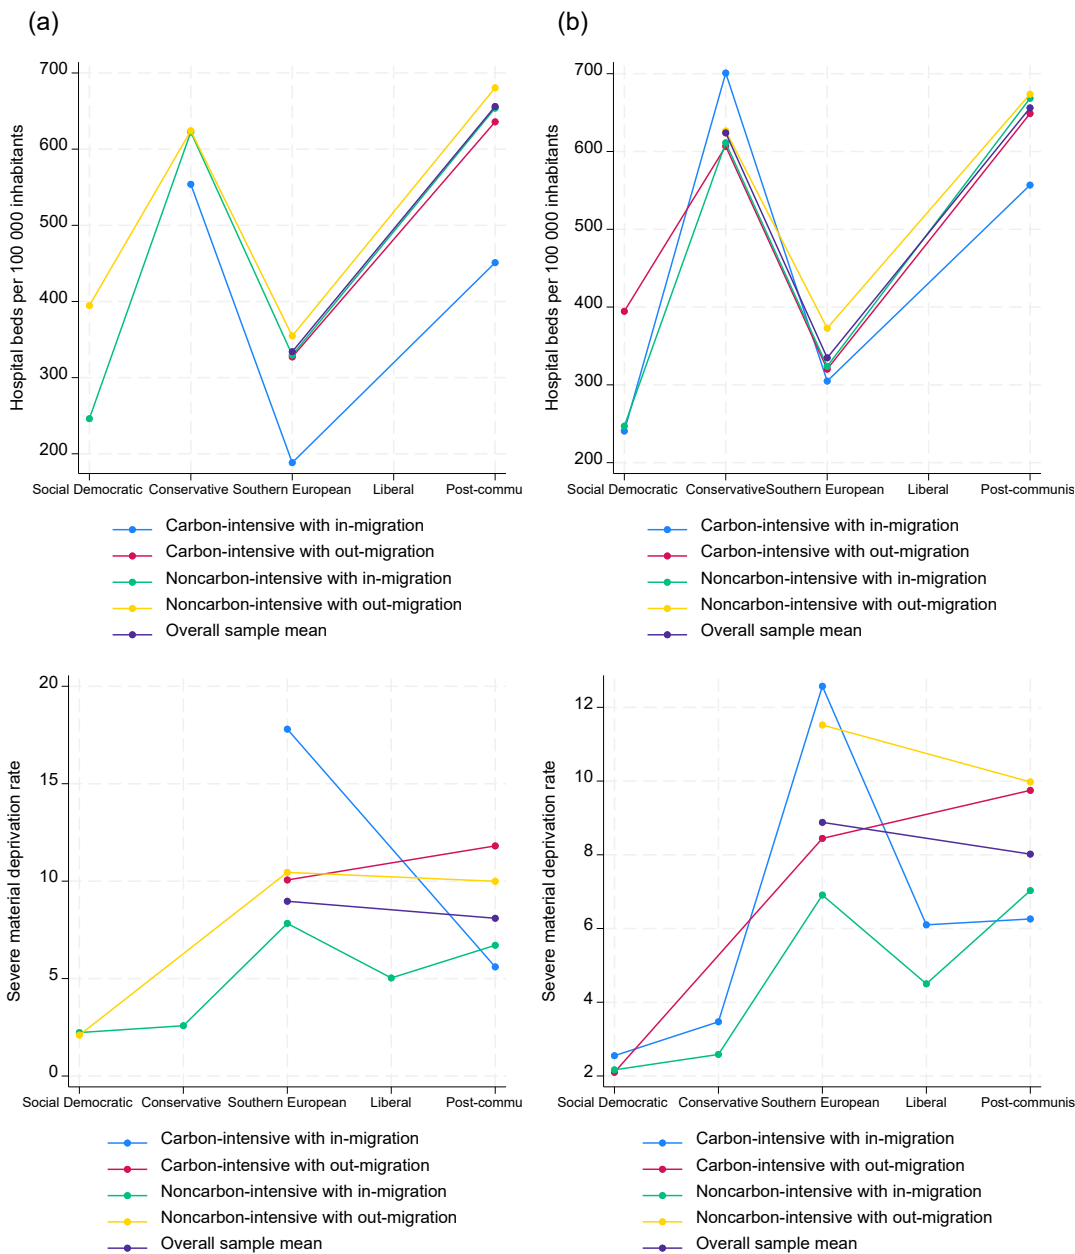 (a)
(b)
Hospital beds per 100 000 inhabitants
700
600
500
400
300
200
Social Democratic Conservative Southern European Liberal Post-commu
Carbon-intensive with in-migration
Carbon-intensive with out-migration
Noncarbon-intensive with in-migration
Noncarbon-intensive with out-migration
Overall sample mean
Hospital beds per 100 000 inhabitants
700
600
500
400
300
200
Social Democratic Conservative Southern European Liberal Post-communis
Carbon-intensive with in-migration
Carbon-intensive with out-migration
Noncarbon-intensive with in-migration
Noncarbon-intensive with out-migration
Overall sample mean
Severe material deprivation rate
20
15
10
5
0
Social Democratic Conservative Southern European Liberal Post-commu
Carbon-intensive with in-migration
Carbon-intensive with out-migration
Noncarbon-intensive with in-migration
Noncarbon-intensive with out-migration
Overall sample mean
Severe material deprivation rate
12
10
8
6
4
2
Social Democratic Conservative Southern European Liberal Post-communis
Carbon-intensive with in-migration
Carbon-intensive with out-migration
Noncarbon-intensive with in-migration
Noncarbon-intensive with out-migration
Overall sample mean